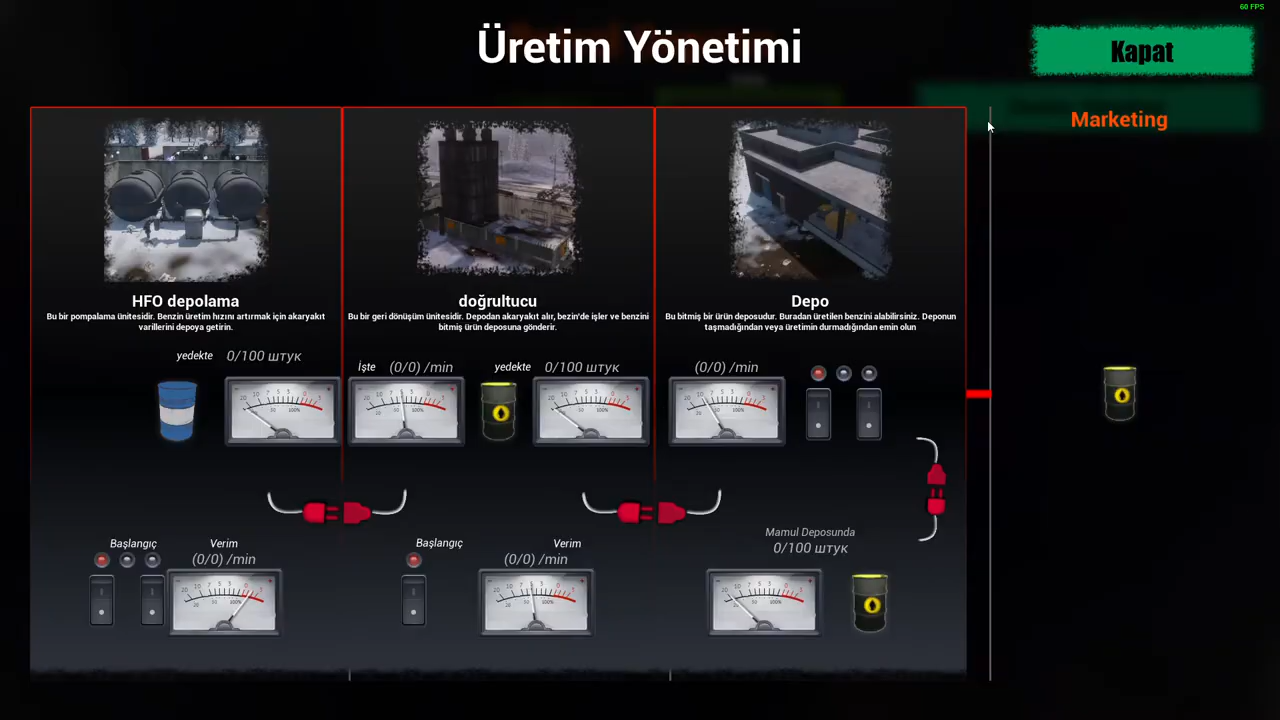 60 FPS
Üretim Yönetimi
Kapat
Marketing
HFO depolama
Bu bir pompalama ünitesidir. Benzin üretim hızını artırmak için akaryakıt
varillerini depoya getirin.
doğrultucu
Bu bir geri dönüşüm ünitesidir. Depodan akaryakıt alır, bezin'de işler ve benzini
bitmiş ürün deposuna gönderir.
Depo
Bu bitmiş bir ürün deposudur. Buradan üretilen benzini alabilirsiniz. Deponun
taşmadığından veya üretimin durmadığından emin olun
yedekte 0/100 штук
İşte (0/0) /min
yedekte 0/100 штук
(0/0) /min
Başlangıç
Verim
(0/0) /min
Başlangıç
Verim
(0/0) /min
Mamul Deposunda
0/100 штук